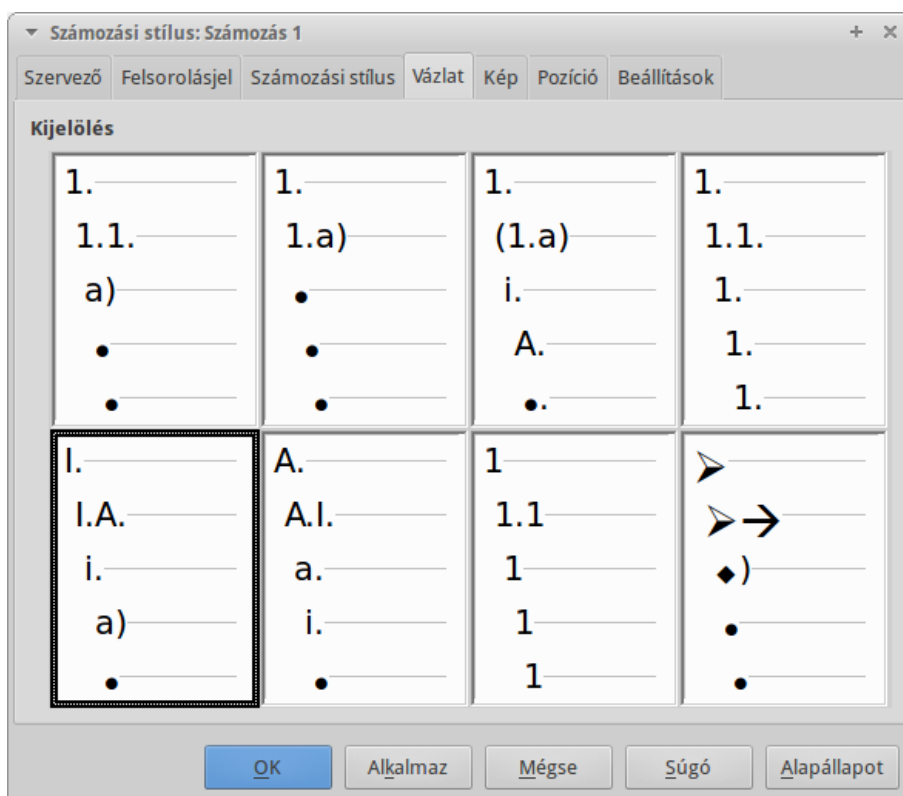 Számozási stílus: Számozás 1
Szervező Felsorolásjel Számozási stílus Vázlat Kép Pozíció Beállítások
Kijelölés
1. 1. 1. 1.
1.1. 1.a) (1.a) 1.1.
a) • i. 1.
• • A. 1.
• • •. 1.
I. A. 1 ➢
I.A. A.I. 1.1 ➢→
i. a. 1 ◆)
a) i. 1 •
• • 1 •
OK Alkalmaz Mégse Súgó Alapállapot